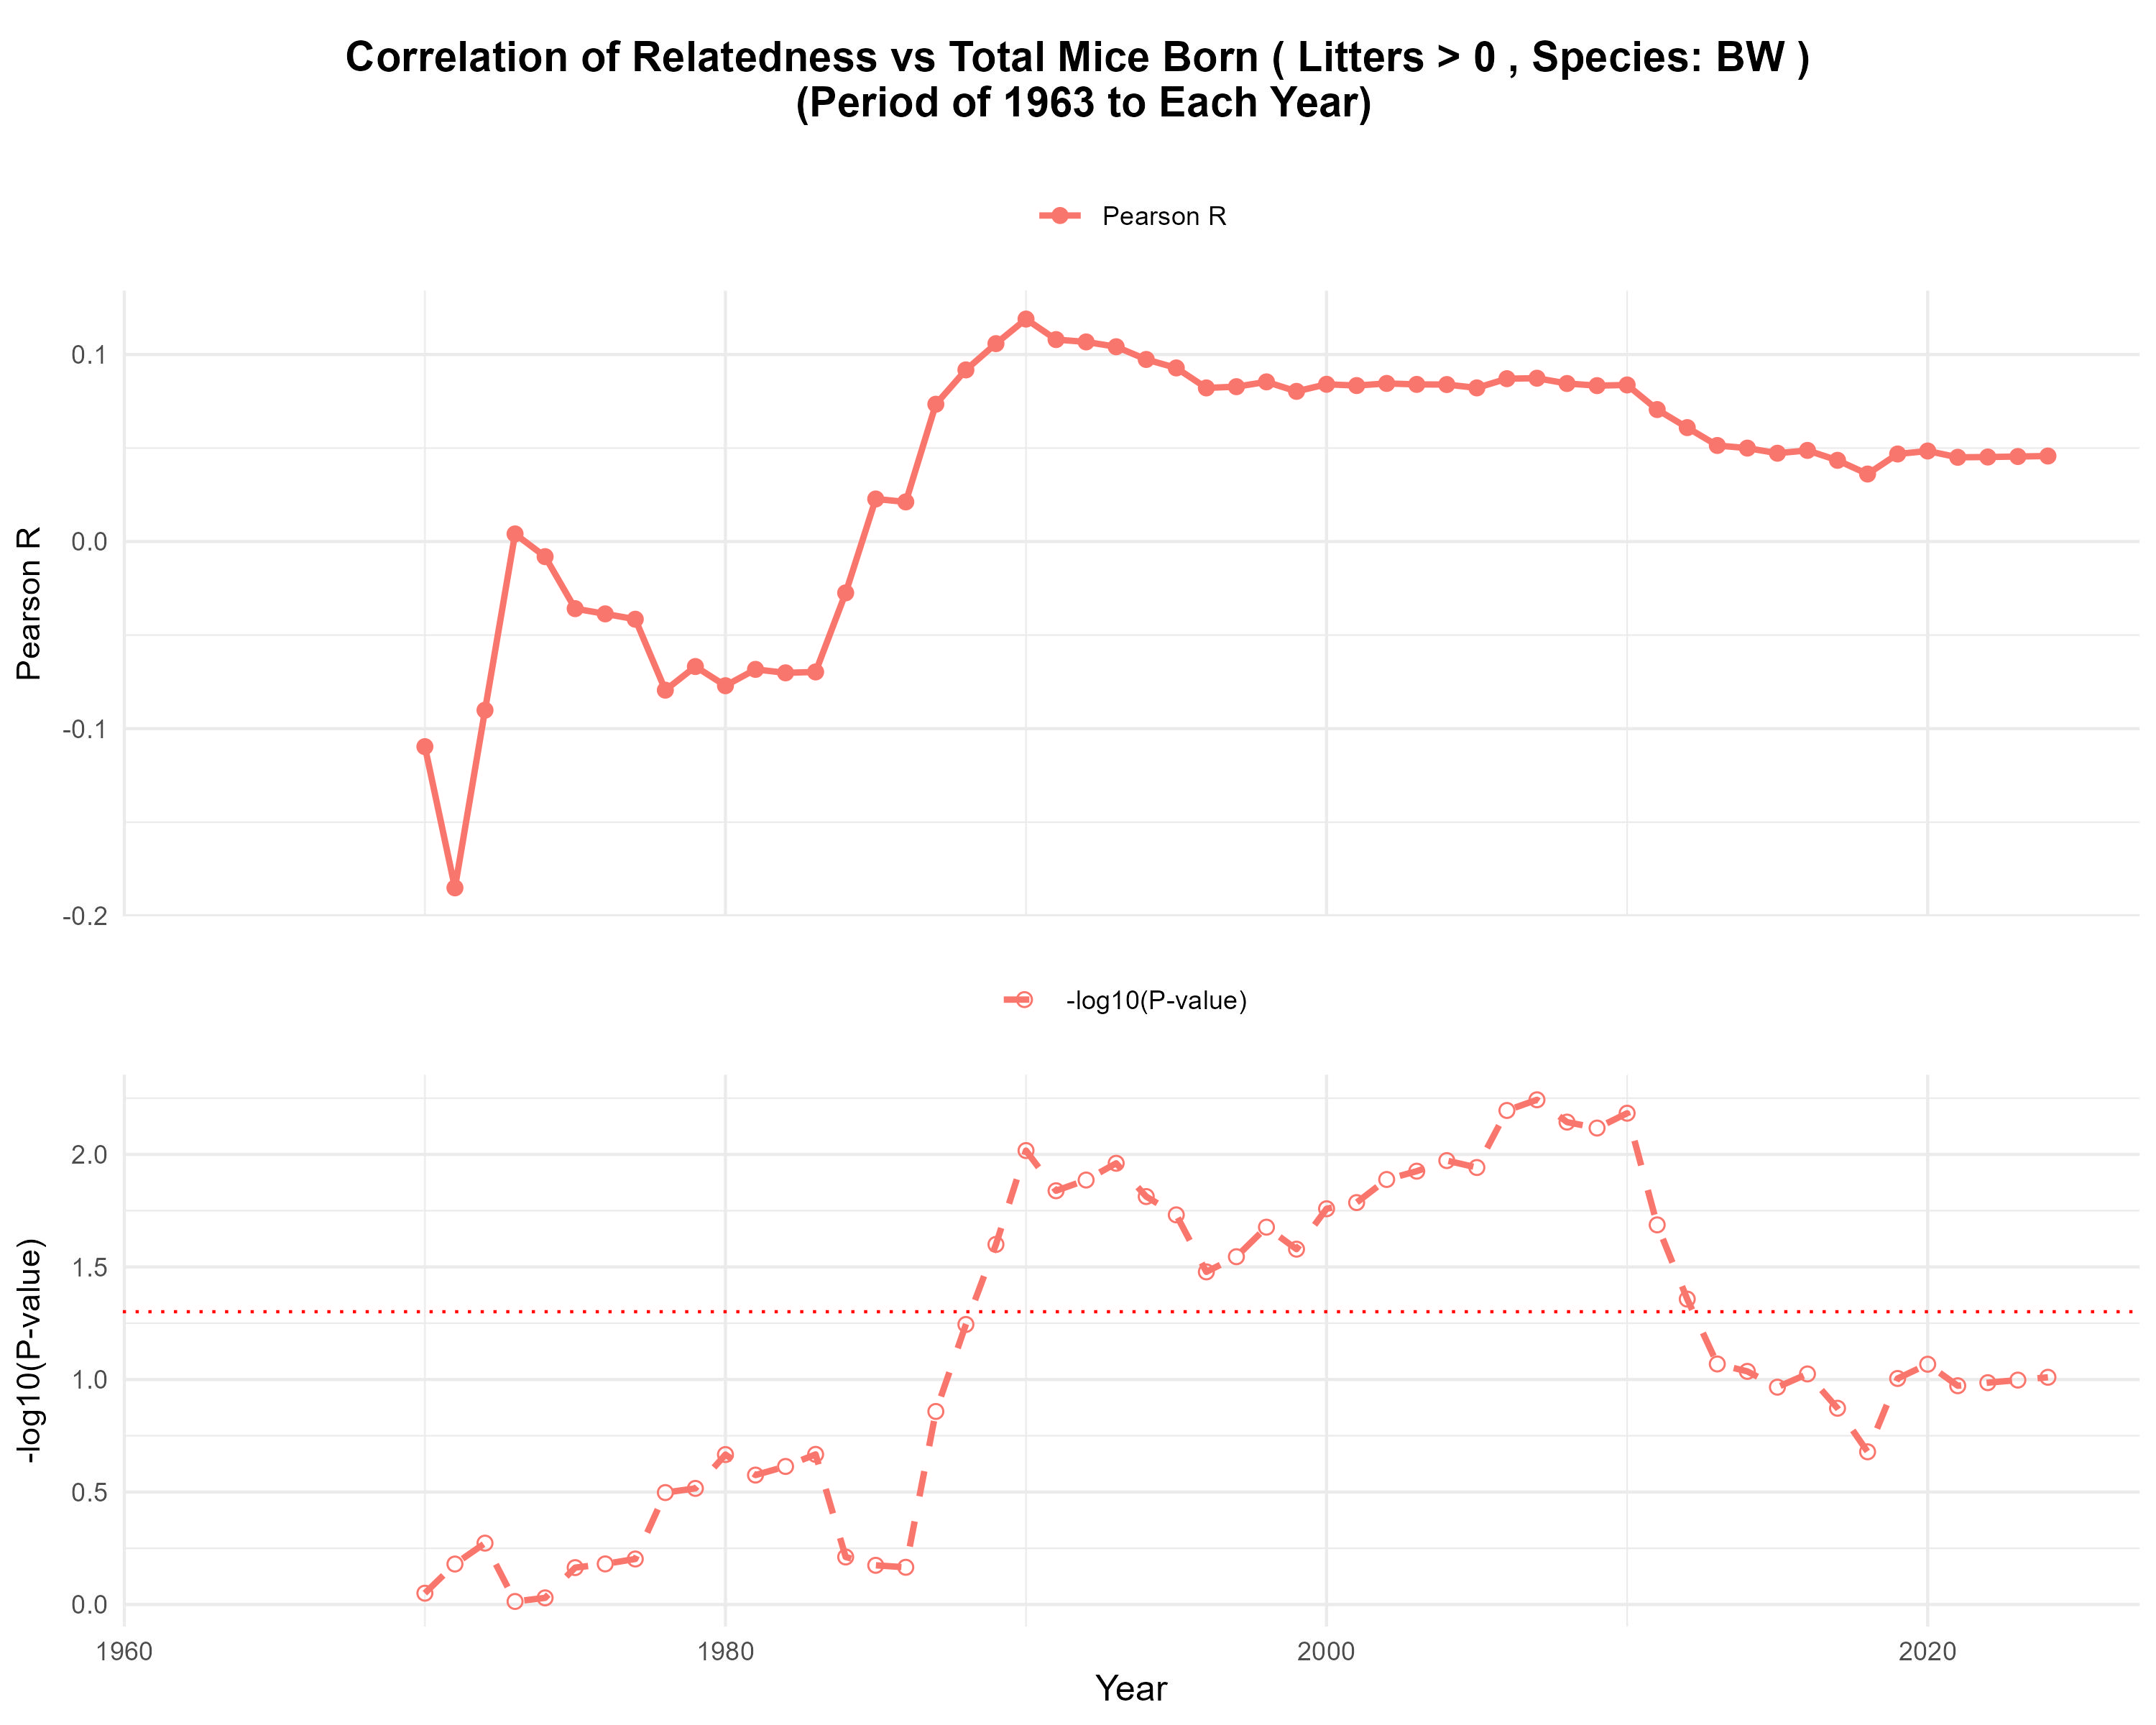 Correlation of Relatedness vs Total Mice Born ( Litters > 0 , Species: BW )
(Period of 1963 to Each Year)
Pearson R
0.1
0.0
-0.1
-0.2
Pearson R
-log10(P-value)
2.0
1.5
1.0
0.5
0.0
-log10(P-value)
1960
1980
2000
2020
Year